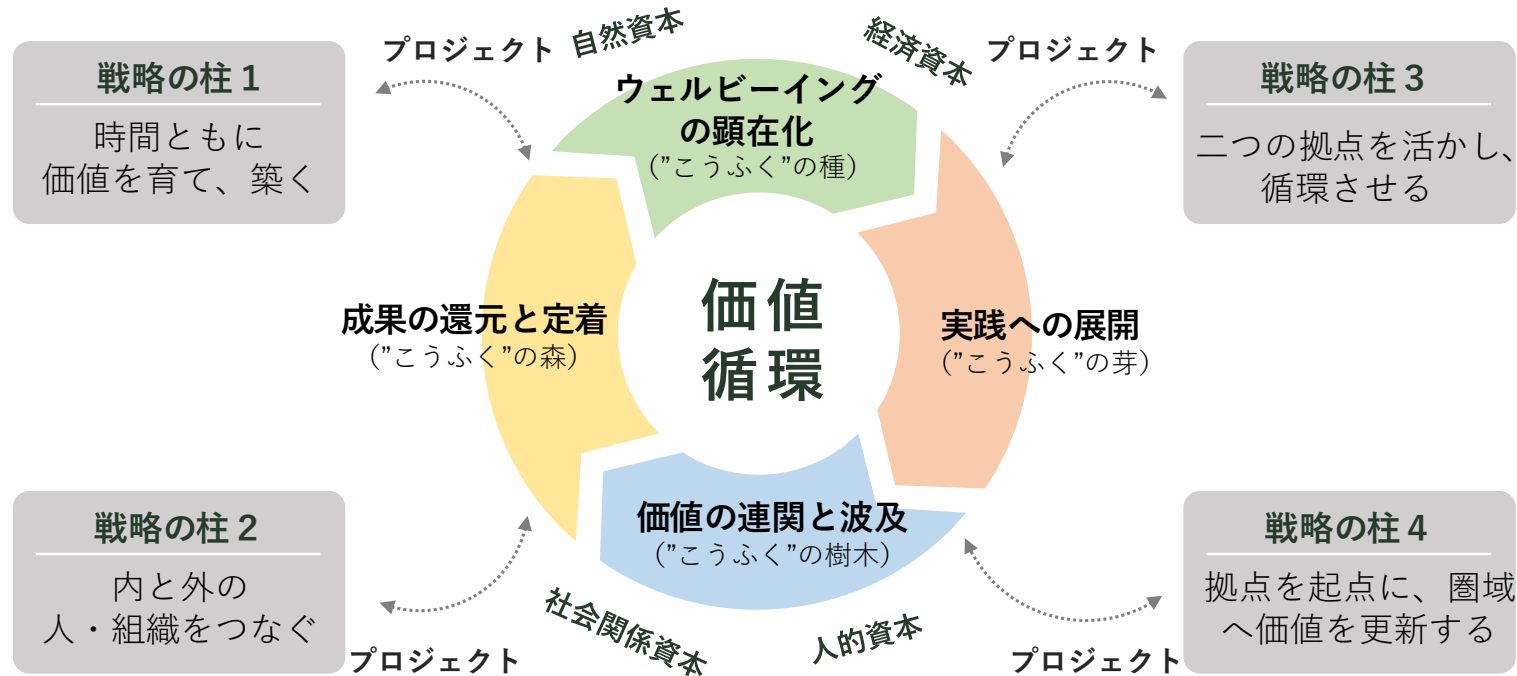 プロジェクト
自然資本
経済資本
プロジェクト
戦略の柱1
時間ともに
価値を育て、築く
ウェルビーイング
の顕在化
(”こうふく”の種)
戦略の柱3
二つの拠点を活かし、
循環させる
成果の還元と定着
(”こうふく”の森)
価値
循環
実践への展開
(”こうふく”の芽)
戦略の柱2
内と外の
人・組織をつなぐ
価値の連関と波及
(”こうふく”の樹木)
戦略の柱4
拠点を起点に、圏域
へ価値を更新する
社会関係資本
人的資本
プロジェクト
プロジェクト